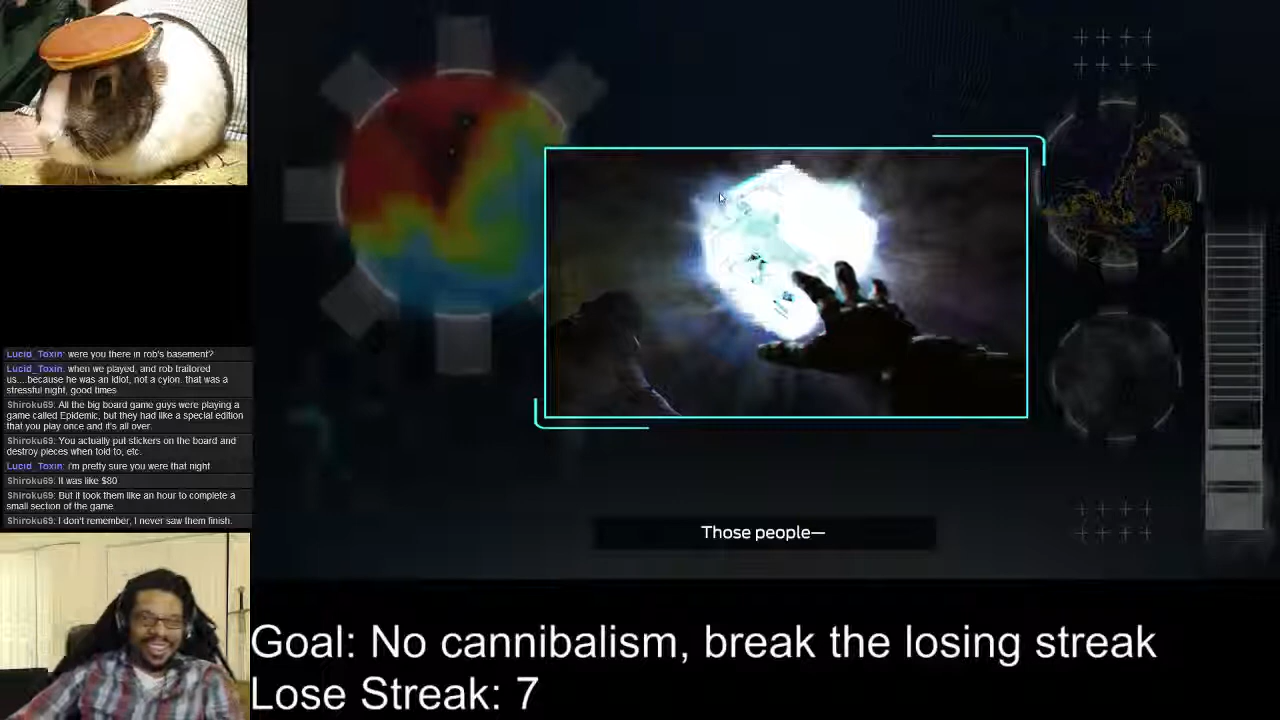 Lucid_Toxin: were you there in rob's basement?
Lucid_Toxin: when we played, and rob traitored
us....because he was an idiot, not a cylon. that was a
stressful night, good times
Shiroku69: All the big board game guys were playing a
game called Epidemic, but they had like a special edition
that you play once and it's all over.
Shiroku69: You actually put stickers on the board and
destroy pieces when told to, etc.
Lucid_Toxin: i'm pretty sure you were that night
Shiroku69: It was like $80
Shiroku69: But it took them like an hour to complete a
small section of the game
Shiroku69: I don't remember, I never saw them finish.
Those people—
Goal: No cannibalism, break the losing streak
Lose Streak: 7